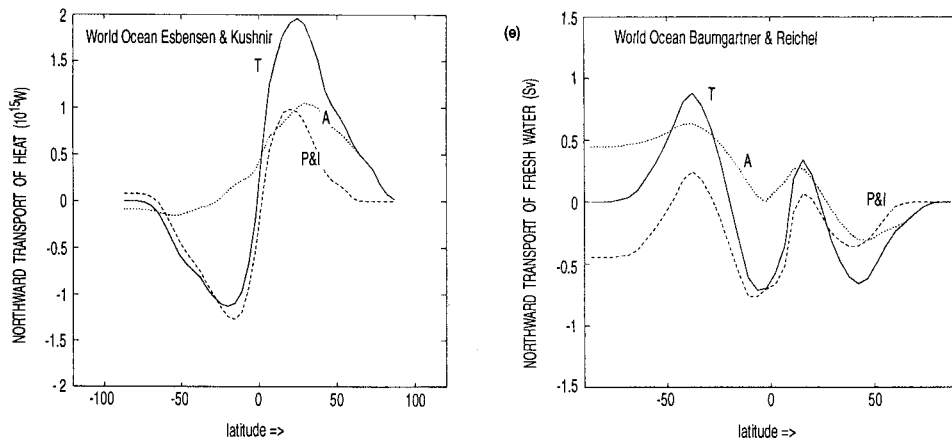 World Ocean Esbensen & Kushnir
NORTHWARD TRANSPORT OF HEAT (10¹⁵W)
2
1.5
1
0.5
0
-0.5
-1
-1.5
-2
T
A
P&I
-100
-50
0
50
100
latitude =>
(e)
World Ocean Baumgartner & Reichel
NORTHWARD TRANSPORT OF FRESH WATER (Sv)
1.5
1
0.5
0
-0.5
-1
-1.5
T
A
P&I
-50
0
50
latitude =>